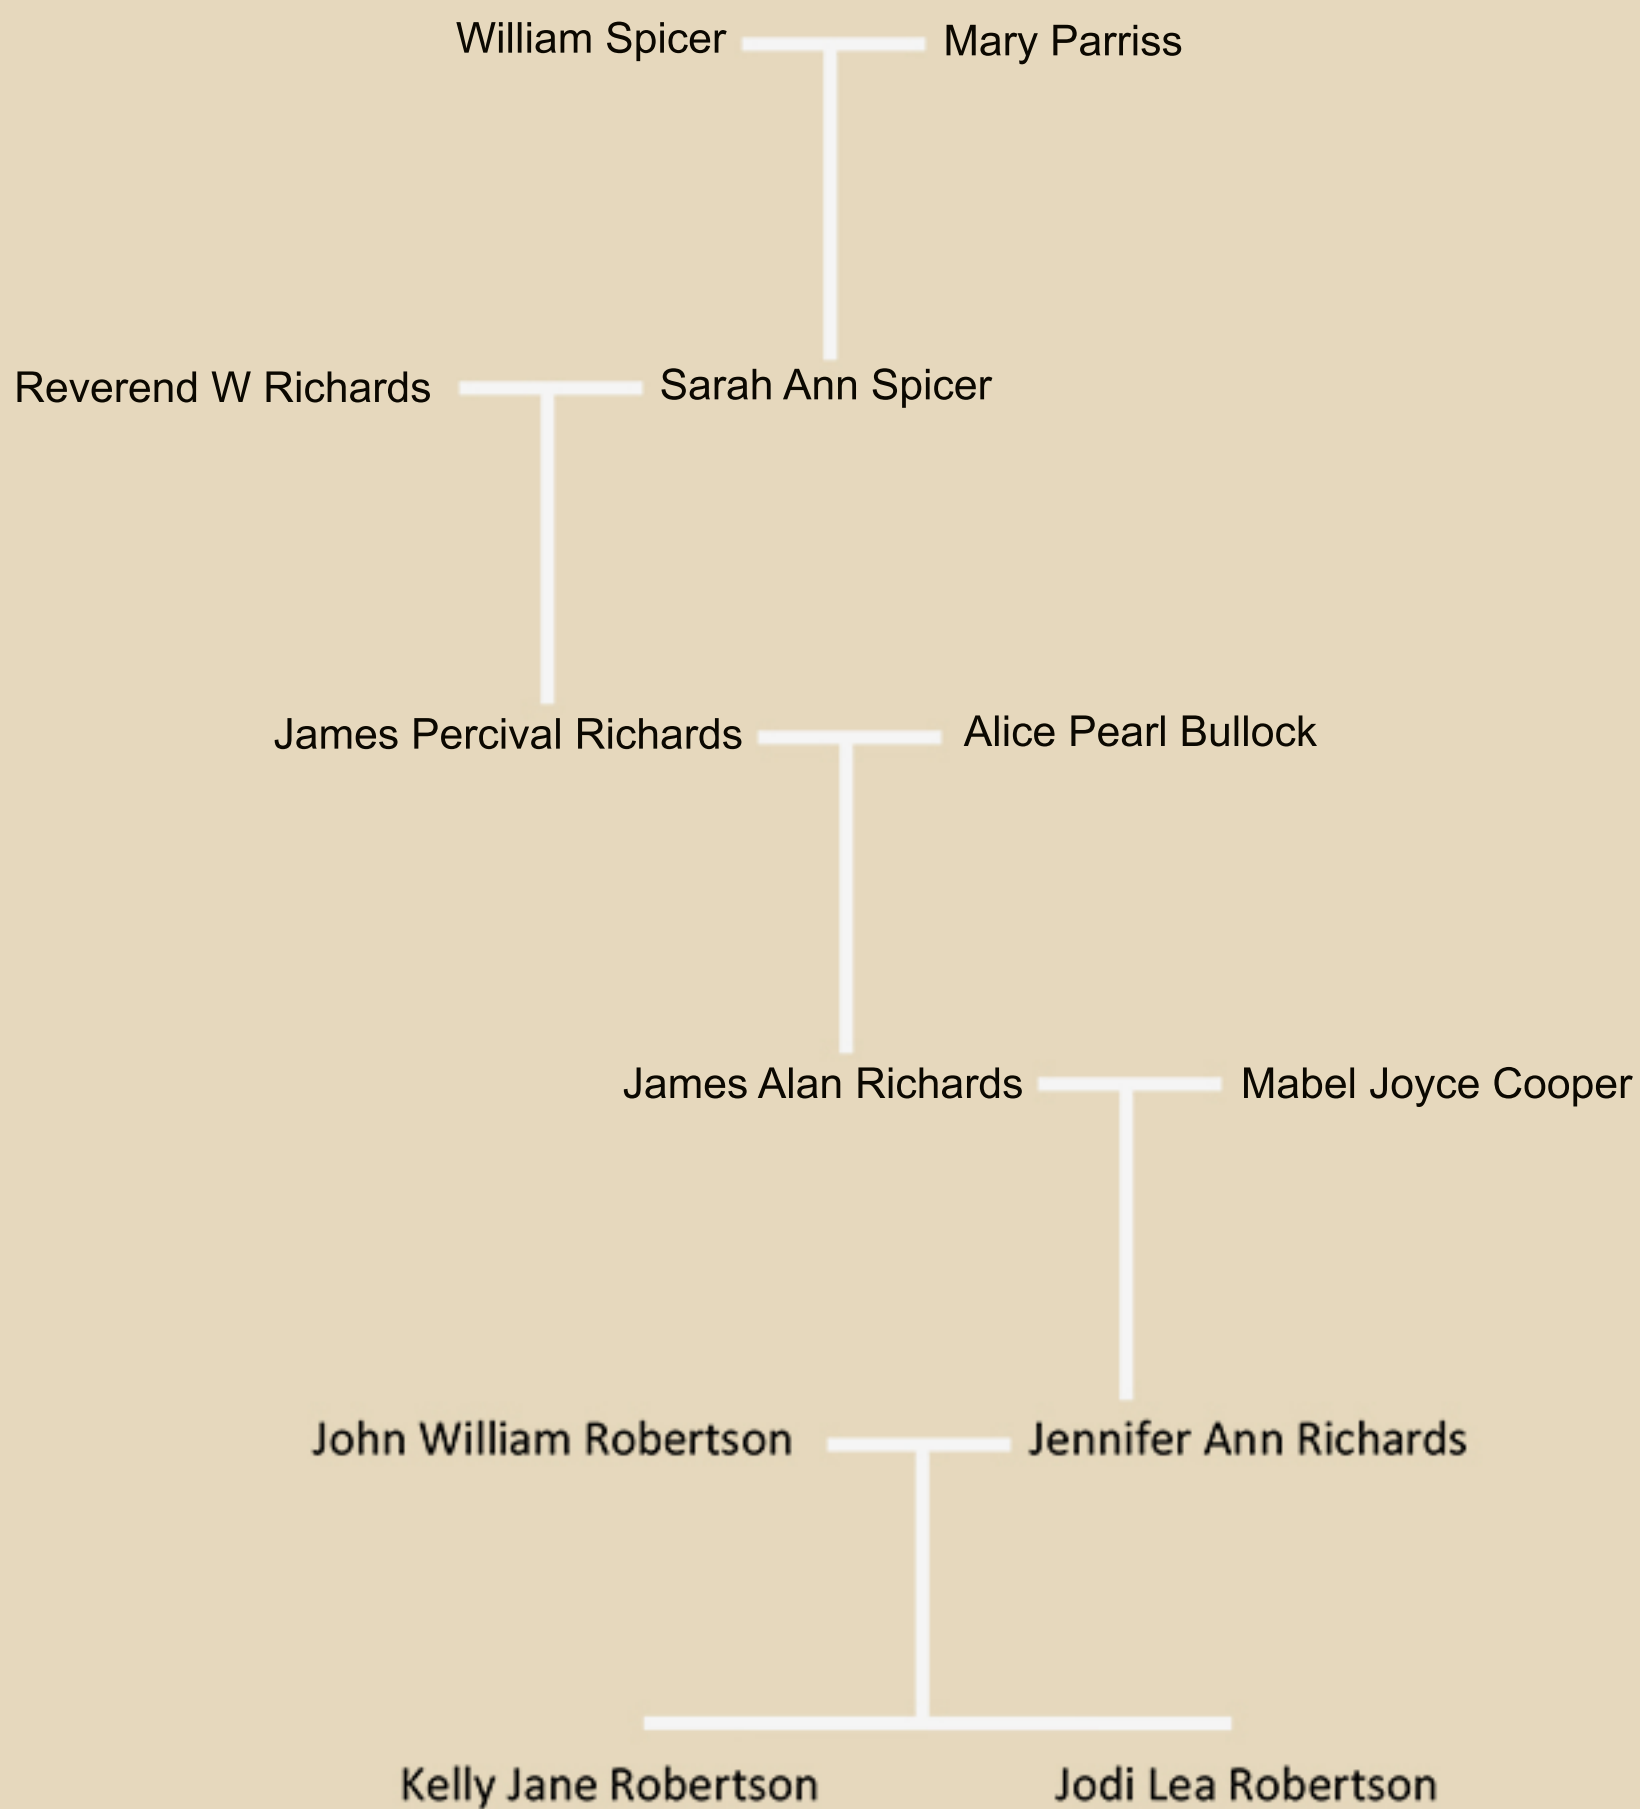 William Spicer Mary Parriss
Reverend W Richards Sarah Ann Spicer
James Percival Richards Alice Pearl Bullock
James Alan Richards Mabel Joyce Cooper
John William Robertson Jennifer Ann Richards
Kelly Jane Robertson Jodi Lea Robertson